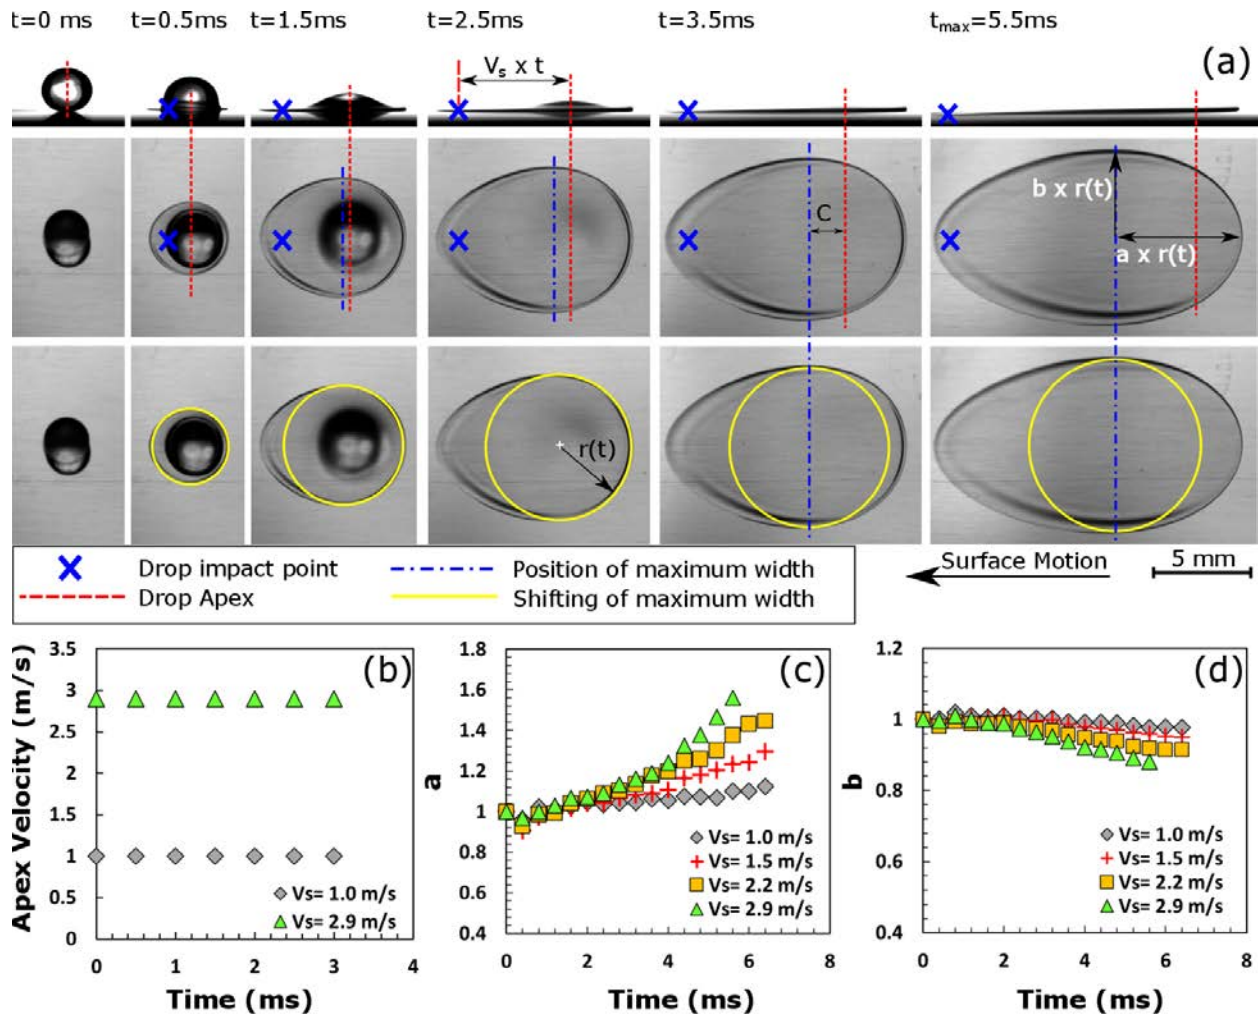 t=0 ms t=0.5ms t=1.5ms t=2.5ms t=3.5ms tmax=5.5ms
(a)
Vs x t
b x r(t)
C
a x r(t)
r(t)
Drop impact point Position of maximum width
Drop Apex Shifting of maximum width
Surface Motion 5 mm
(b)
Apex Velocity (m/s)
3.5
3
2.5
2
1.5
1
0.5
0
Vs= 1.0 m/s
Vs= 2.9 m/s
0 1 2 3 4
Time (ms)
(c)
a
1.8
1.6
1.4
1.2
1
0.8
0.6
0.4
Vs= 1.0 m/s
Vs= 1.5 m/s
Vs= 2.2 m/s
Vs= 2.9 m/s
0 2 4 6 8
Time (ms)
(d)
b
1.2
1
0.8
0.6
0.4
Vs= 1.0 m/s
Vs= 1.5 m/s
Vs= 2.2 m/s
Vs= 2.9 m/s
0 2 4 6 8
Time (ms)